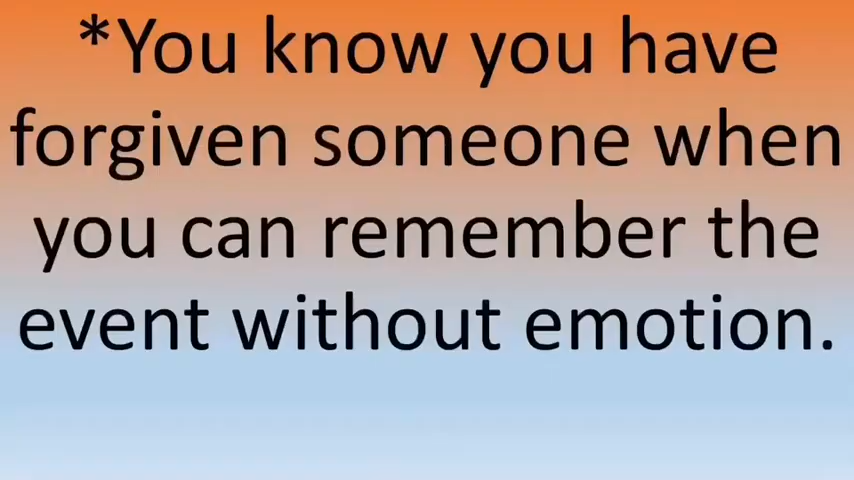 *You know you have
forgiven someone when
you can remember the
event without emotion.